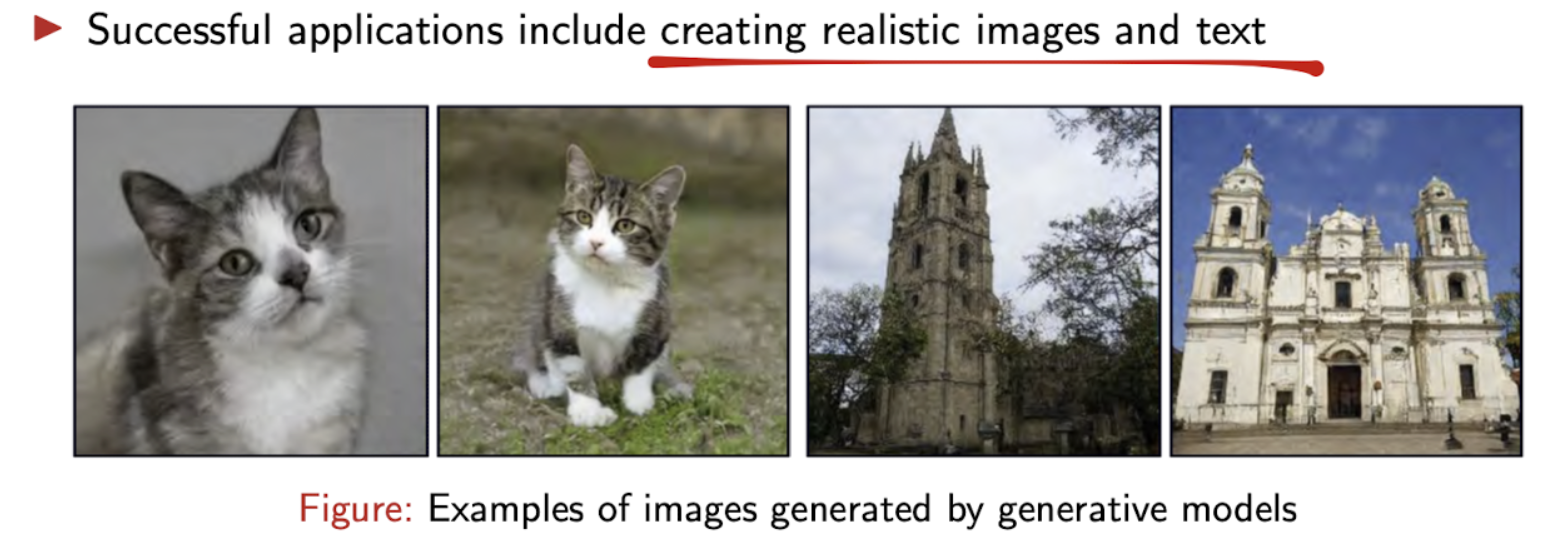 Successful applications include creating realistic images and text
Figure: Examples of images generated by generative models